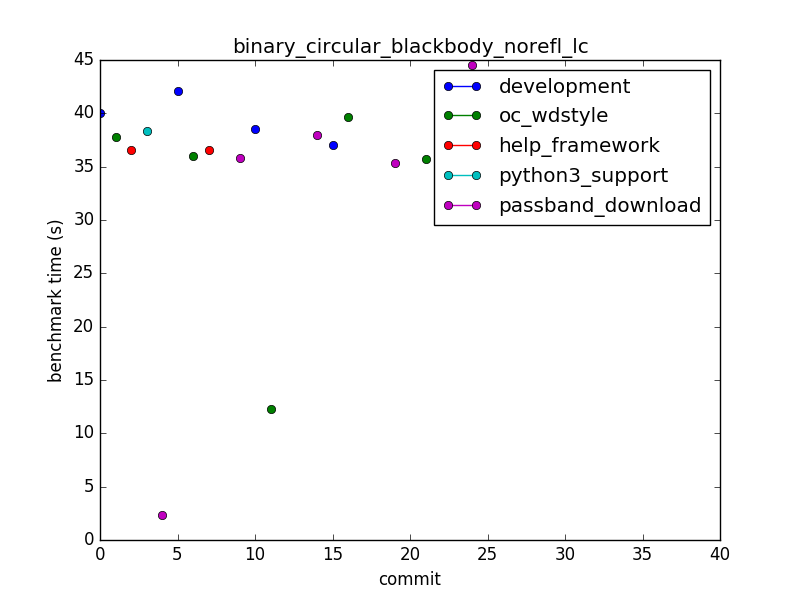 binary_circular_blackbody_norefl_lc
45
40
35
30
25
20
15
10
5
0
benchmark time (s)
development
oc_wdstyle
help_framework
python3_support
passband_download
0 5 10 15 20 25 30 35 40
commit